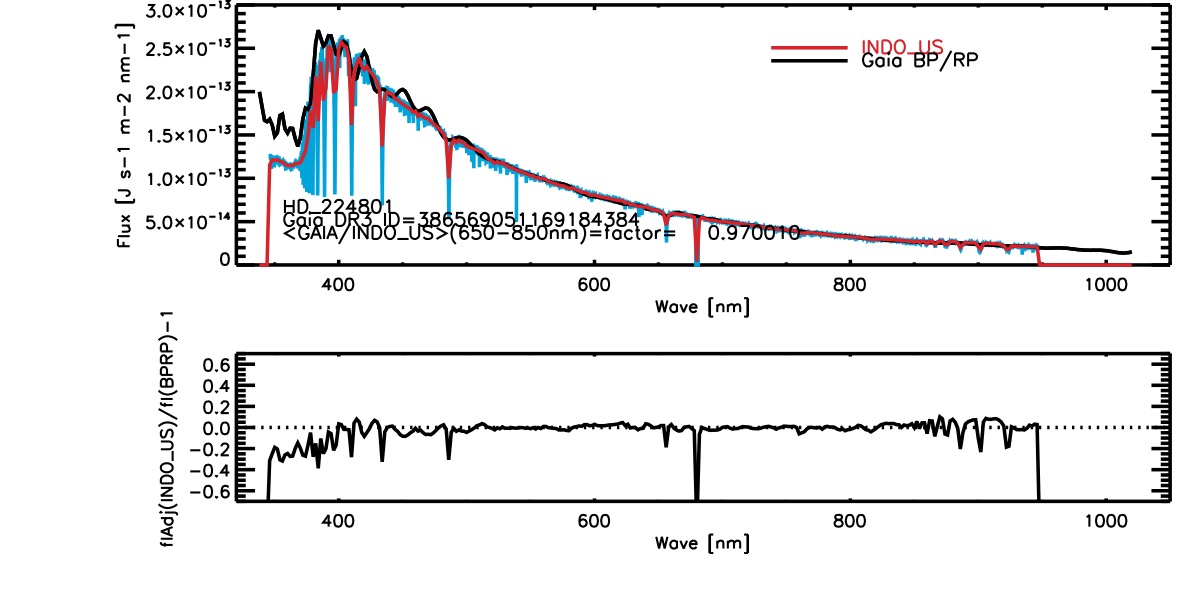 3.0×10−13
2.5×10−13
2.0×10−13
1.5×10−13
1.0×10−13
5.0×10−14
0
Flux [J s−1 m−2 nm−1]
INDO_US
Gaia BP/RP
HD_224801
Gaia DR3 ID=3865690511691843​84
<GAIA/INDO_US>(650−850nm)=factor= 0.970010
400 600 800 1000
Wave [nm]
flAdj(INDO_US)/fl(BPRP)−1
0.6
0.4
0.2
0.0
−0.2
−0.4
−0.6
400 600 800 1000
Wave [nm]